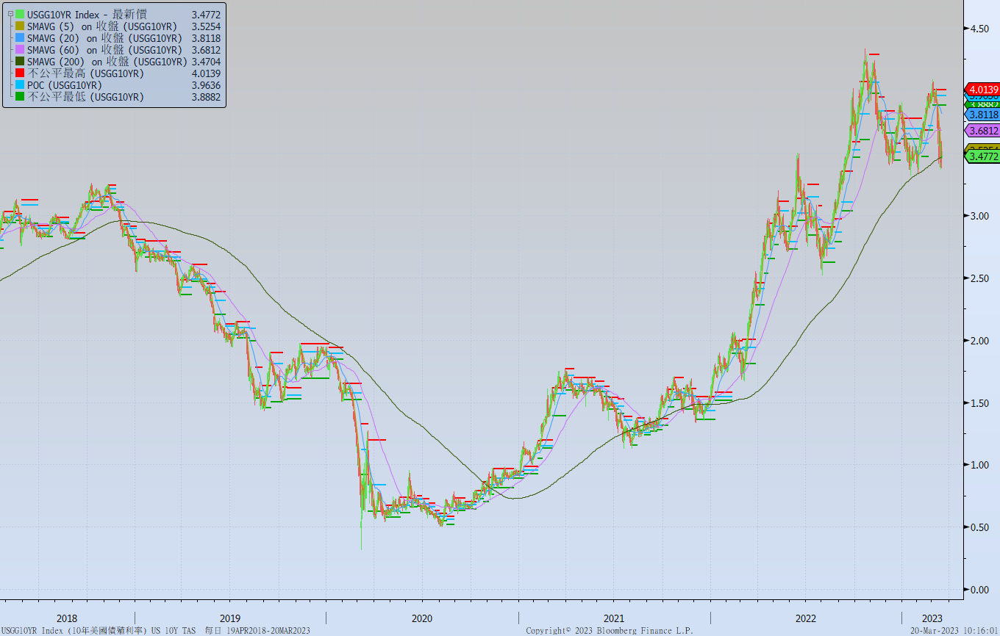 USGG10YR Index - 最新價 3.4772
SMAVG (5) on 收盤 (USGG10YR) 3.5254
SMAVG (20) on 收盤 (USGG10YR) 3.8118
SMAVG (60) on 收盤 (USGG10YR) 3.6812
SMAVG (200) on 收盤 (USGG10YR) 3.4704
不公平最高 (USGG10YR) 4.0139
POC (USGG10YR) 3.9636
不公平最低 (USGG10YR) 3.8882
4.50
4.0139
3.9636
3.8882
3.8118
3.6812
3.5254
3.4772
3.00
2.50
2.00
1.50
1.00
0.50
0.00
2018 2019 2020 2021 2022 2023
USGG10YR Index (10年美國債殖利率) US 10Y TAS 每日 19APR2018-20MAR2023 Copyright© 2023 Bloomberg Finance L.P. 20-Mar-2023 10:16:01